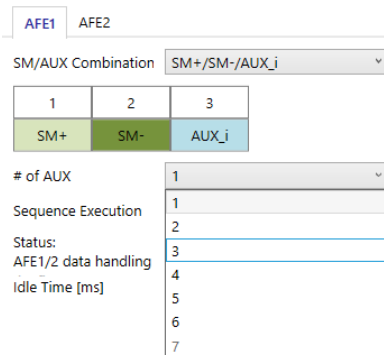 AFE1 AFE2
SM/AUX Combination SM+/SM-/AUX_i
1 2 3
SM+ SM- AUX_i
# of AUX 1
1
Sequence Execution
2
Status:
3
AFE1/2 data handling
4
Idle Time [ms]
5
6
7